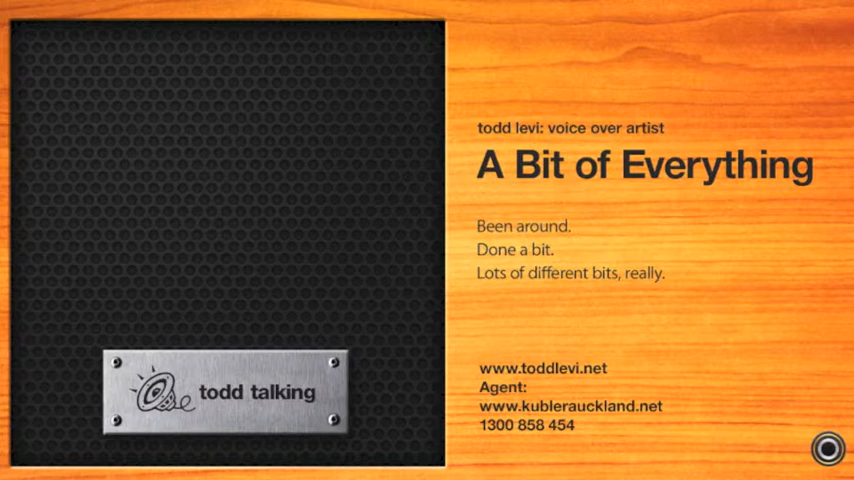 todd levi: voice over artist
A Bit of Everything
Been around.
Done a bit.
Lots of different bits, really.
www.toddlevi.net
Agent:
www.kublerauckland.net
1300 858 454
todd talking